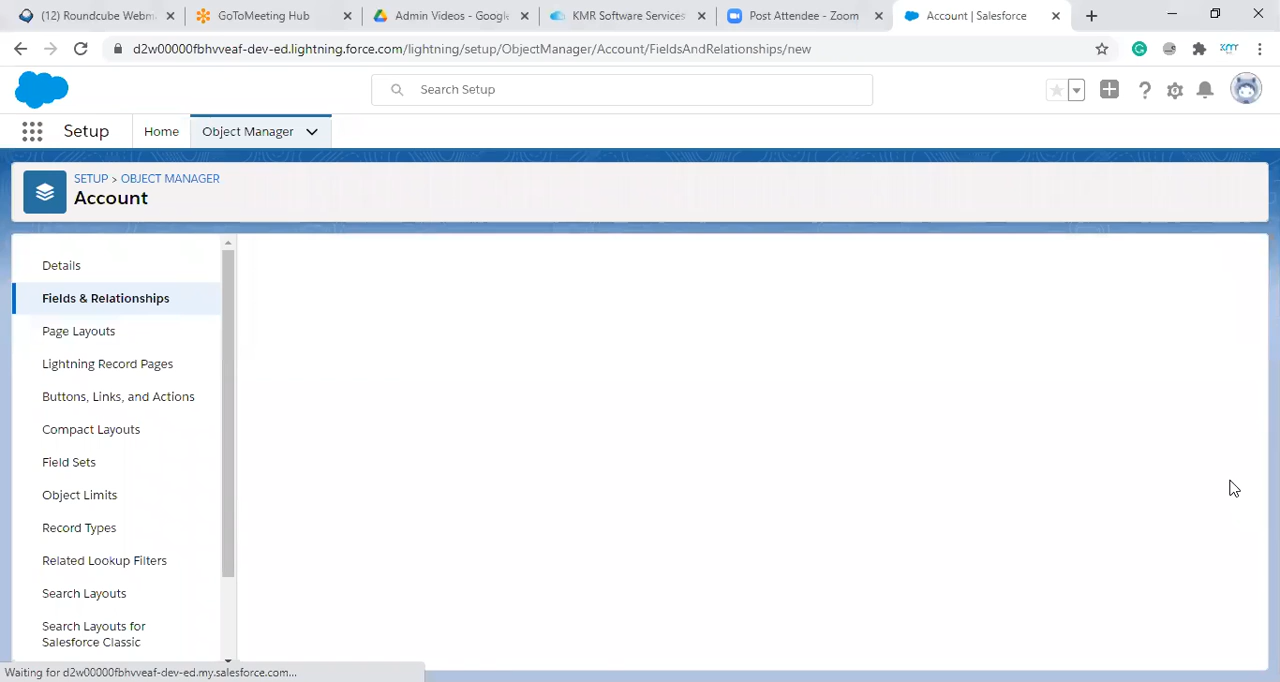 (12) Roundcube Webm
GoToMeeting Hub
Admin Videos - Google
KMR Software Services
Post Attendee - Zoom
Account | Salesforce
d2w00000fbhvveaf-dev-ed.lightning.force.com/lightning/setup/ObjectManager/Account/FieldsAndRelationships/new
Search Setup
Setup
Home
Object Manager
SETUP > OBJECT MANAGER
Account
Details
Fields & Relationships
Page Layouts
Lightning Record Pages
Buttons, Links, and Actions
Compact Layouts
Field Sets
Object Limits
Record Types
Related Lookup Filters
Search Layouts
Search Layouts for
Salesforce Classic
Waiting for d2w00000fbhvveaf-dev-ed.my.salesforce.com...